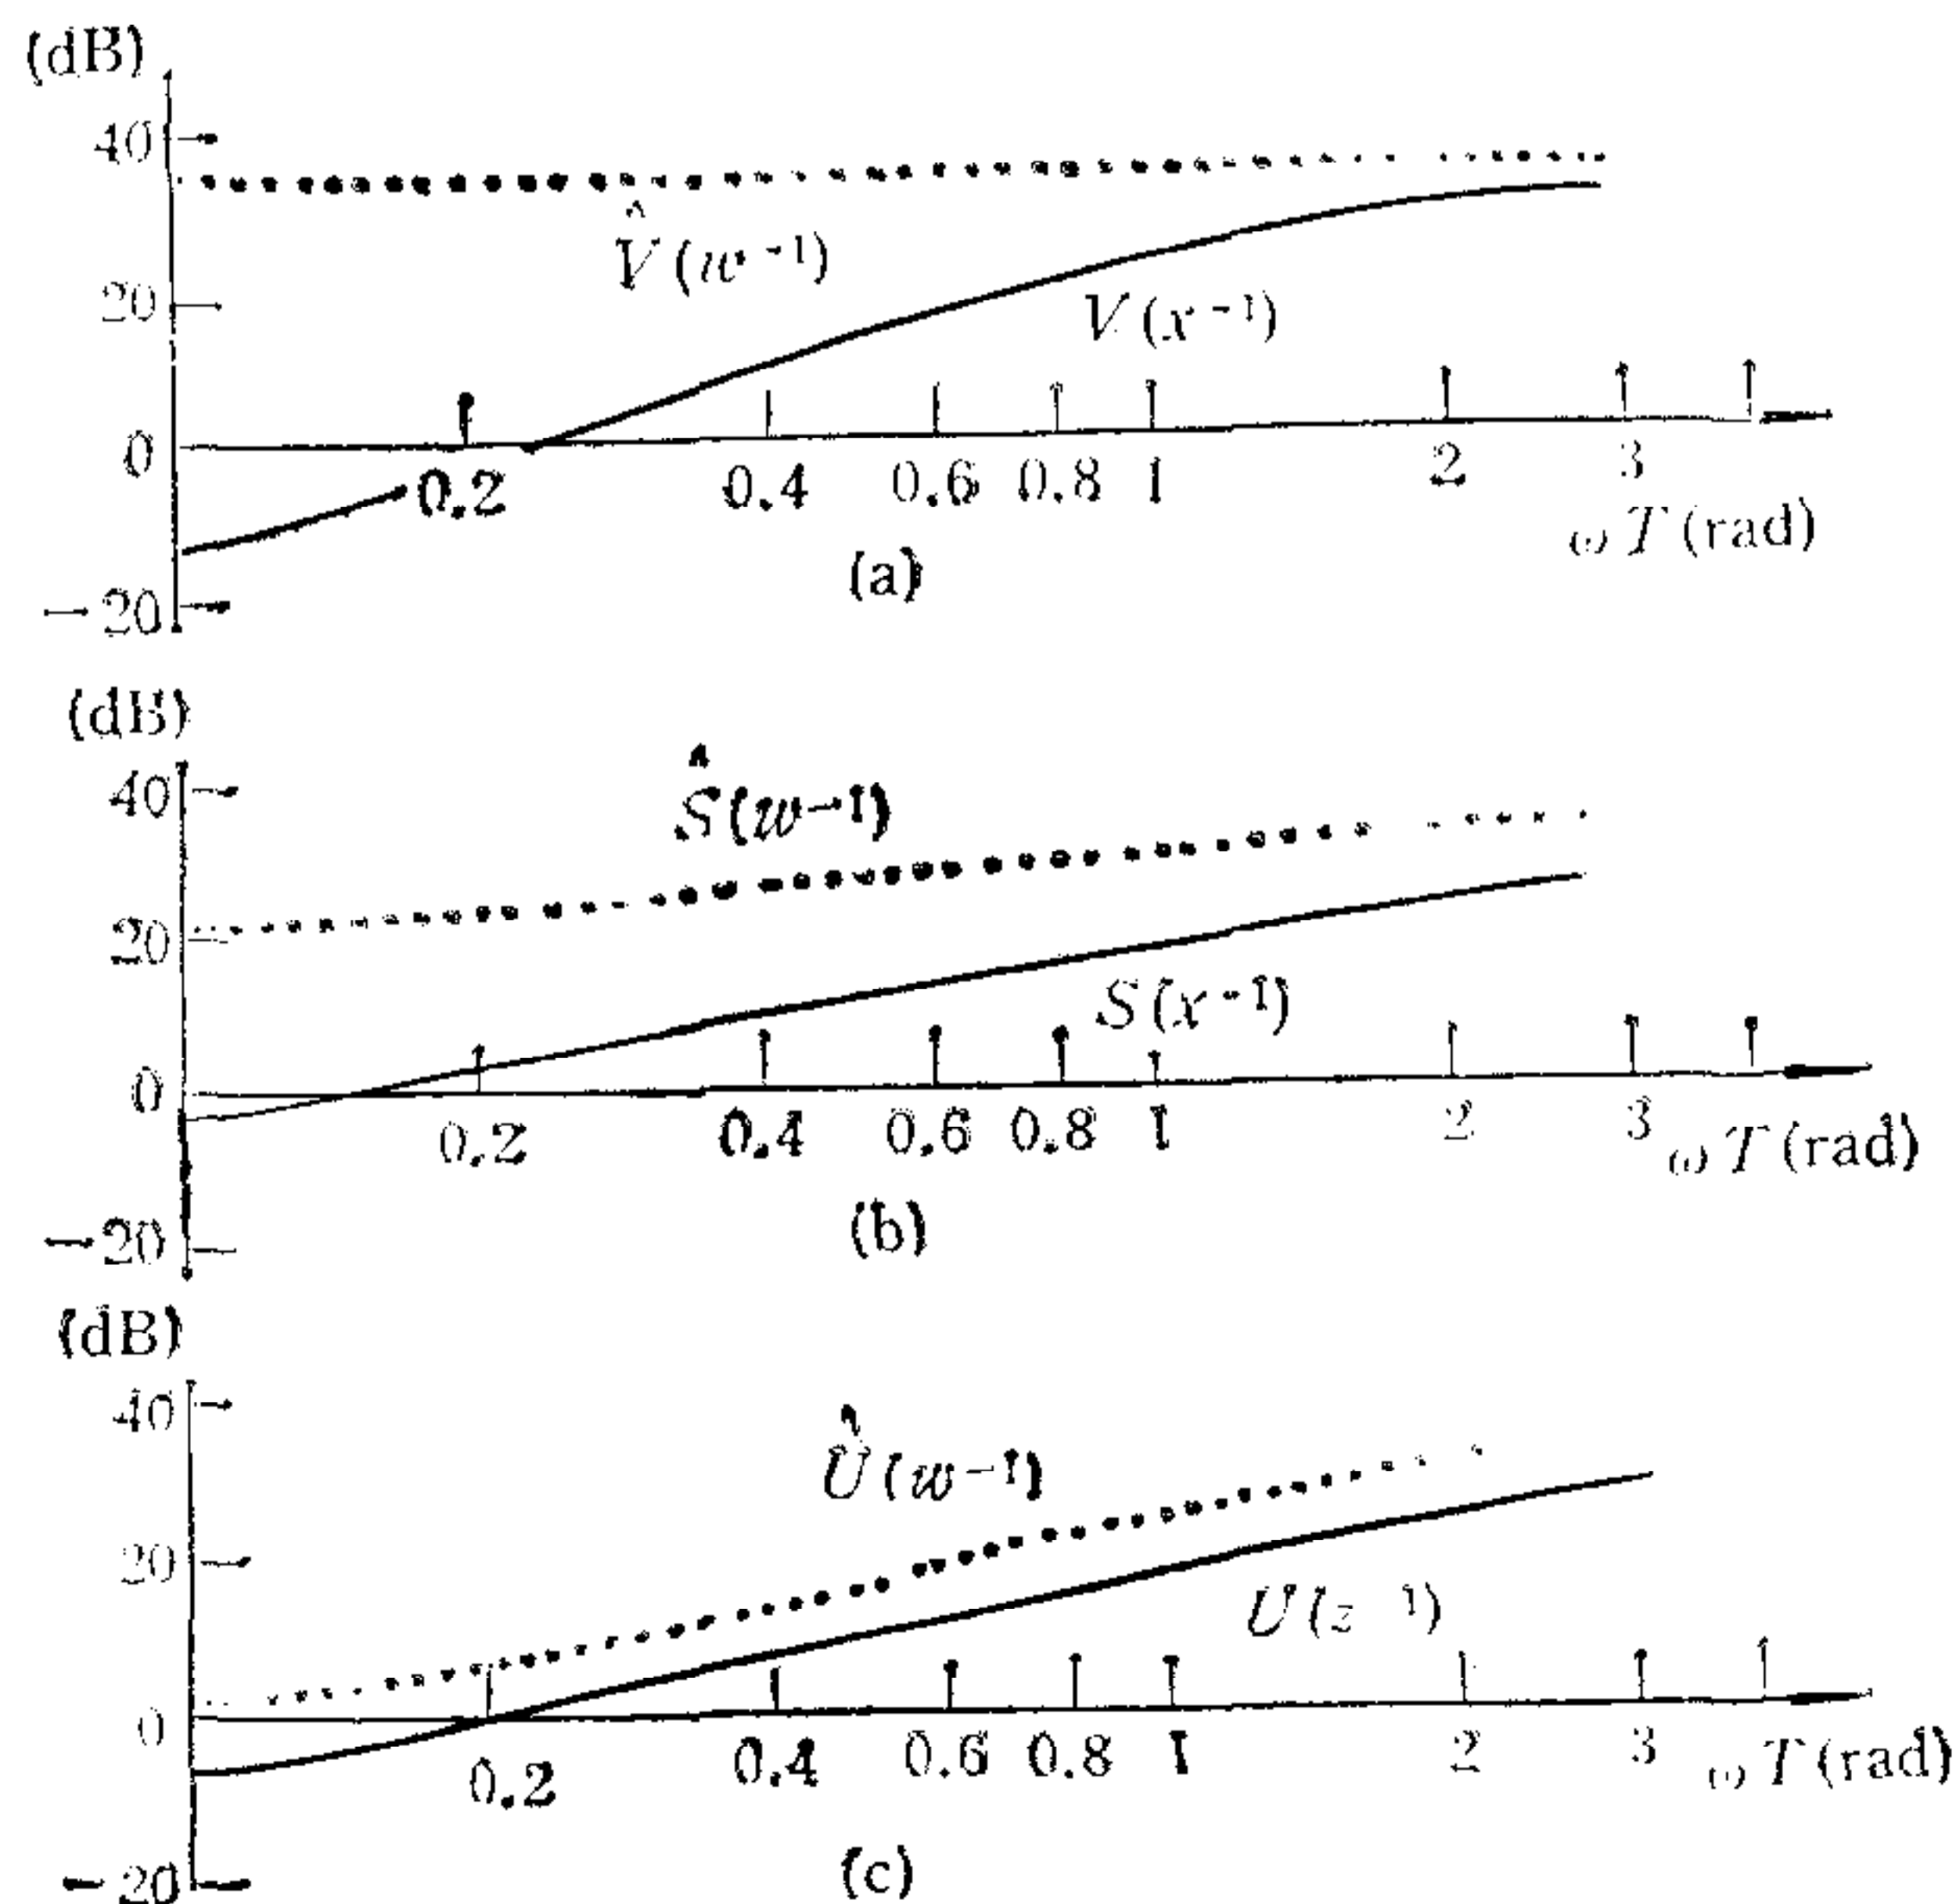 (dB)
40
V̂(w⁻¹)
20
V(x⁻¹)
0
0.2 0.4 0.6 0.8 1 2 3
ωT(rad)
(a)
−20
(dB)
40
Ŝ(w⁻¹)
20
S(x⁻¹)
0
0.2 0.4 0.6 0.8 1 2 3 ωT(rad)
−20
(b)
(dB)
40
Û(w⁻¹)
20
U(z⁻¹)
0
0.2 0.4 0.6 0.8 1 2 3 ωT(rad)
(c)
−20